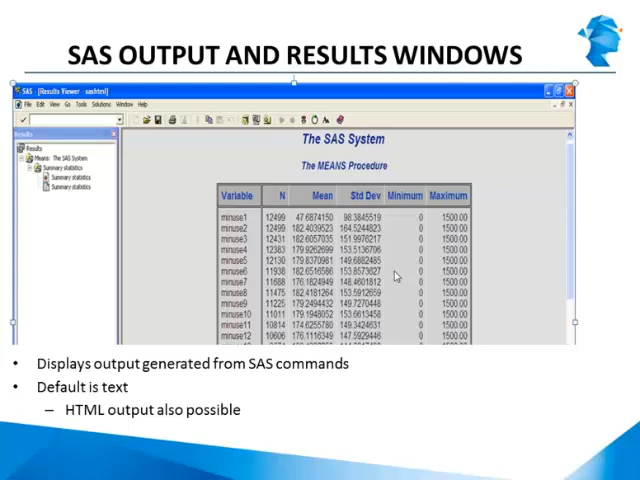 SAS OUTPUT AND RESULTS WINDOWS
SAS - [Results Viewer - sashtml]
File Edit View Go Tools Solutions Window Help
Results
The SAS System
The MEANS Procedure
Results
Means: The SAS System
Summary statistics
Summary statistics
Summary statistics
Variable N Mean Std Dev Minimum Maximum
minuse1 12499 47.6874150 98.3845519 0 1500.00
minuse2 12499 182.4039523 164.5244823 0 1500.00
minuse3 12431 182.6057035 151.9976217 0 1500.00
minuse4 12383 179.9262699 153.5136706 0 1500.00
minuse5 12130 179.8370981 149.6882485 0 1500.00
minuse6 11938 182.6516586 153.8573627 0 1500.00
minuse7 11688 176.1824949 148.4601812 0 1500.00
minuse8 11475 182.4181264 153.5912659 0 1500.00
minuse9 11225 179.2494432 149.7270448 0 1500.00
minuse10 11011 179.1948052 153.6613458 0 1500.00
minuse11 10814 174.6255780 149.3424631 0 1500.00
minuse12 10606 176.1116349 147.5929446 0 1500.00
• Displays output generated from SAS commands
• Default is text
– HTML output also possible